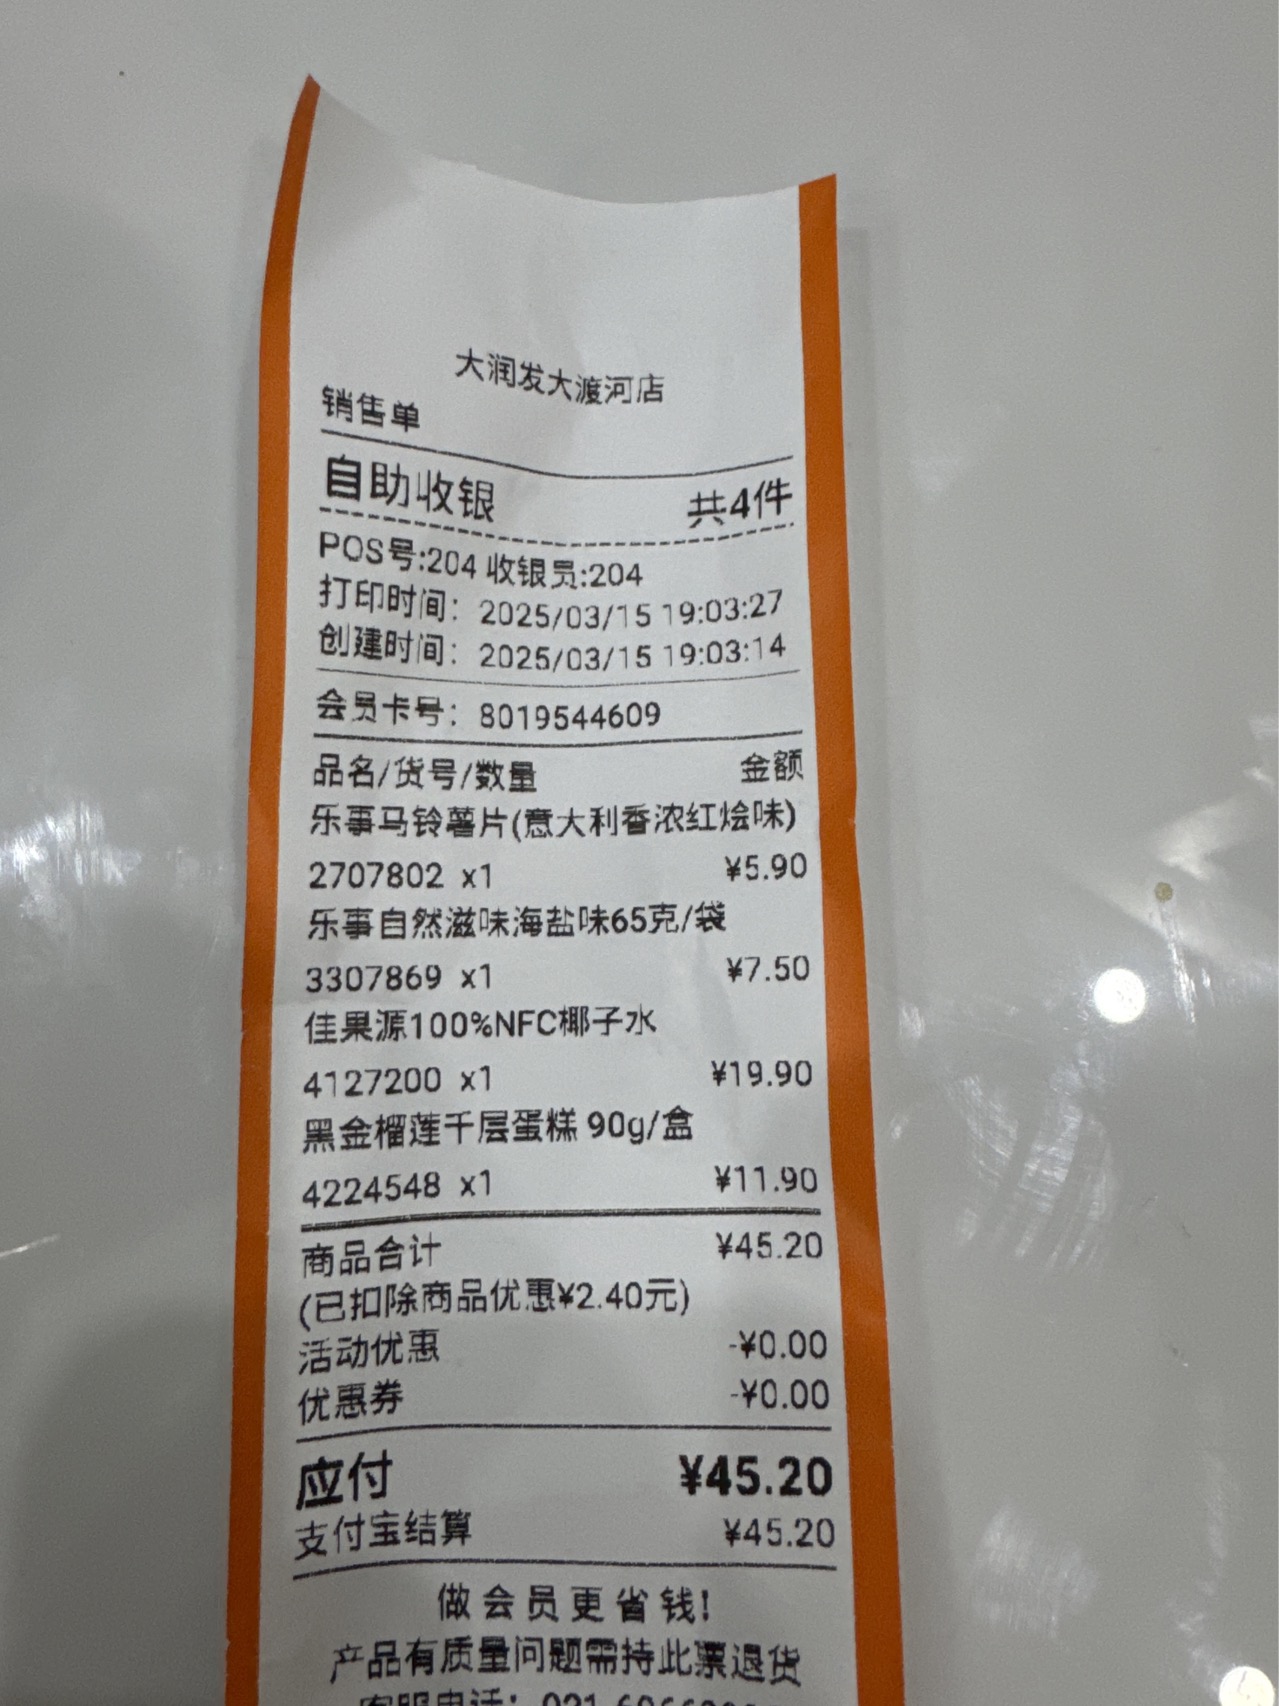 大润发大渡河店
销售单
自助收银 共4件
POS号:204 收银员:204
打印时间: 2025/03/15 19:03:27
创建时间: 2025/03/15 19:03:14
会员卡号: 8019544609
品名/货号/数量 金额
乐事马铃薯片(意大利香浓红烩味)
2707802 x1 ¥5.90
乐事自然滋味海盐味65克/袋
3307869 x1 ¥7.50
佳果源100%NFC椰子水
4127200 x1 ¥19.90
黑金榴莲千层蛋糕 90g/盒
4224548 x1 ¥11.90
商品合计 ¥45.20
(已扣除商品优惠¥2.40元)
活动优惠 -¥0.00
优惠券 -¥0.00
应付 ¥45.20
支付宝结算 ¥45.20
做会员更省钱!
产品有质量问题需持此票退货
客服电话: 021